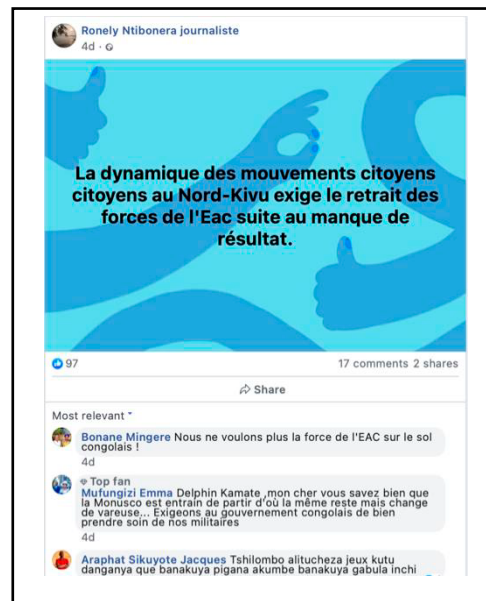 Ronely Ntibonera journaliste
4d
La dynamique des mouvements citoyens
citoyens au Nord-Kivu exige le retrait des
forces de l'Eac suite au manque de
résultat.
97
17 comments 2 shares
Share
Most relevant
Bonane Mingere Nous ne voulons plus la force de l'EAC sur le sol
congolais !
4d
Top fan
Mufungizi Emma Delphin Kamate ,mon cher vous savez bien que
la Monusco est entrain de partir d'où la même reste mais change
de vareuse... Exigeons au gouvernement congolais de bien
prendre soin de nos militaires
4d
Araphat Sikuyote Jacques Tshilombo alitucheza jeux kutu
danganya que banakuya pigana akumbe banakuya gabula inchi